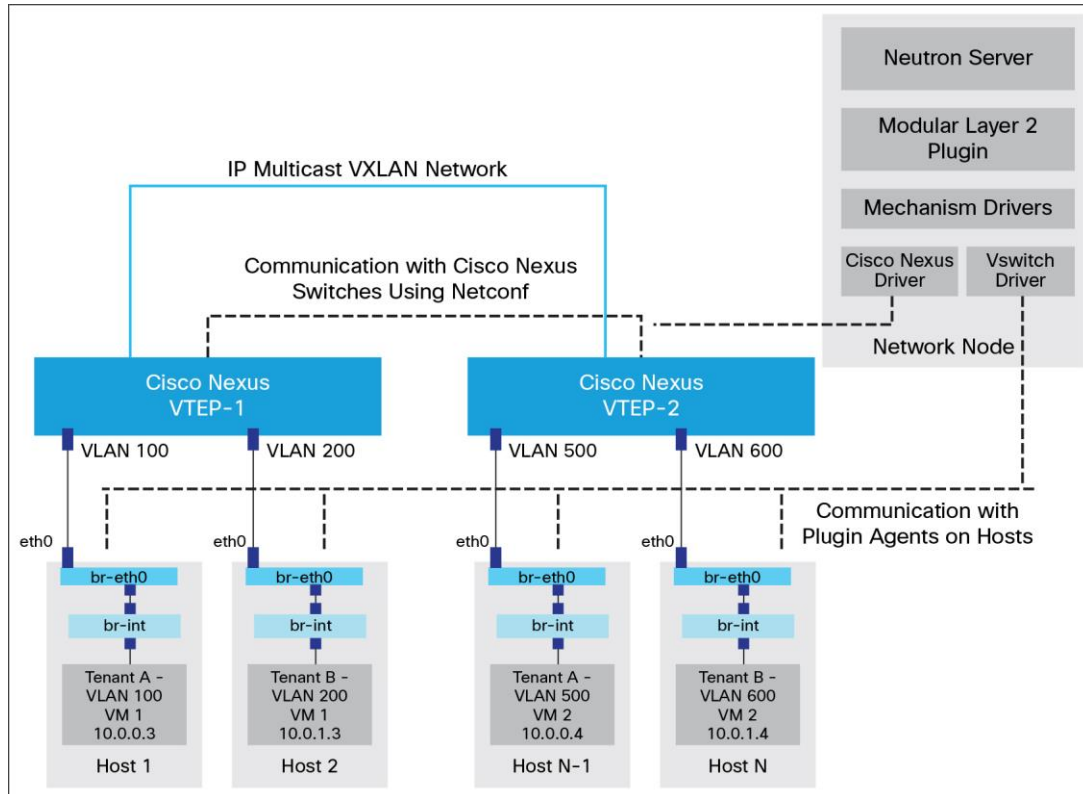 Neutron Server
Modular Layer 2
Plugin
Mechanism Drivers
Cisco Nexus
Driver
Vswitch
Driver
Network Node
IP Multicast VXLAN Network
Communication with Cisco Nexus
Switches Using Netconf
Cisco Nexus
VTEP-1
Cisco Nexus
VTEP-2
VLAN 100
VLAN 200
VLAN 500
VLAN 600
Communication with
Plugin Agents on Hosts
eth0
eth0
eth0
eth0
br-eth0
br-eth0
br-eth0
br-eth0
br-int
br-int
br-int
br-int
Tenant A -
VLAN 100
VM 1
10.0.0.3
Host 1
Tenant B -
VLAN 200
VM 1
10.0.1.3
Host 2
Tenant A -
VLAN 500
VM 2
10.0.0.4
Host N-1
Tenant B -
VLAN 600
VM 2
10.0.1.4
Host N